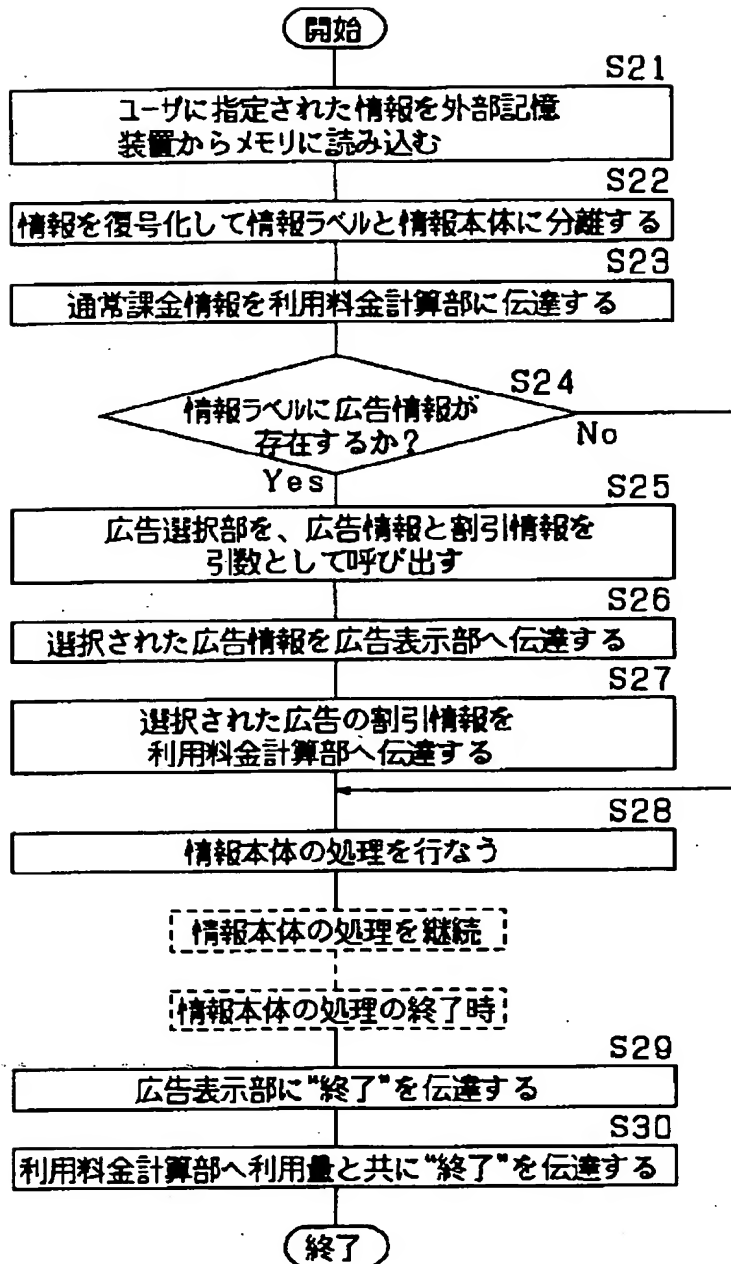 開始
S21
ユーザに指定された情報を外部記憶
装置からメモリに読み込む
S22
情報を復号化して情報ラベルと情報本体に分離する
S23
通常課金情報を利用料金計算部に伝達する
S24
情報ラベルに広告情報が
存在するか?
No
Yes
S25
広告選択部を、広告情報と割引情報を
引数として呼び出す
S26
選択された広告情報を広告表示部へ伝達する
S27
選択された広告の割引情報を
利用料金計算部へ伝達する
S28
情報本体の処理を行なう
情報本体の処理を継続
情報本体の処理の終了時
S29
広告表示部に"終了"を伝達する
S30
利用料金計算部へ利用量と共に"終了"を伝達する
終了